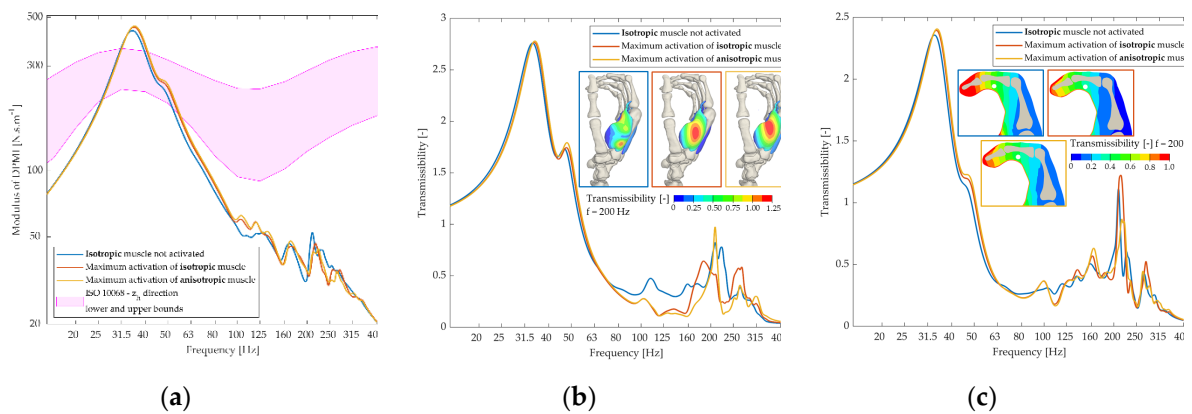 500
300
100
50
20
Modulus of DPMI [N.s.m⁻¹]
Isotropic muscle not activated
Maximum activation of isotropic muscle
Maximum activation of anisotropic muscle
ISO 10068 - zh direction
lower and upper bounds
20 25 31.5 40 50 63 80 100 125 160 200 250 315 40
Frequency [Hz]
(a)
3
2.5
2
1.5
1
0.5
0
Transmissibility [-]
Isotropic muscle not activated
Maximum activation of isotropic muscle
Maximum activation of anisotropic musc
Transmissibility [-]
f = 200 Hz
0 0.25 0.50 0.75 1.00 1.25
20 25 31.5 40 50 63 80 100 125 160 200 250 315 40
Frequency [Hz]
(b)
2.5
2
1.5
1
0.5
0
Transmissibility [-]
Isotropic muscle not activated
Maximum activation of isotropic muscle
Maximum activation of anisotropic mus
Transmissibility [-] f = 200
0 0.2 0.4 0.6 0.8 1.0
20 25 31.5 40 50 63 80 100 125 160 200 250 315 40
Frequency [Hz]
(c)